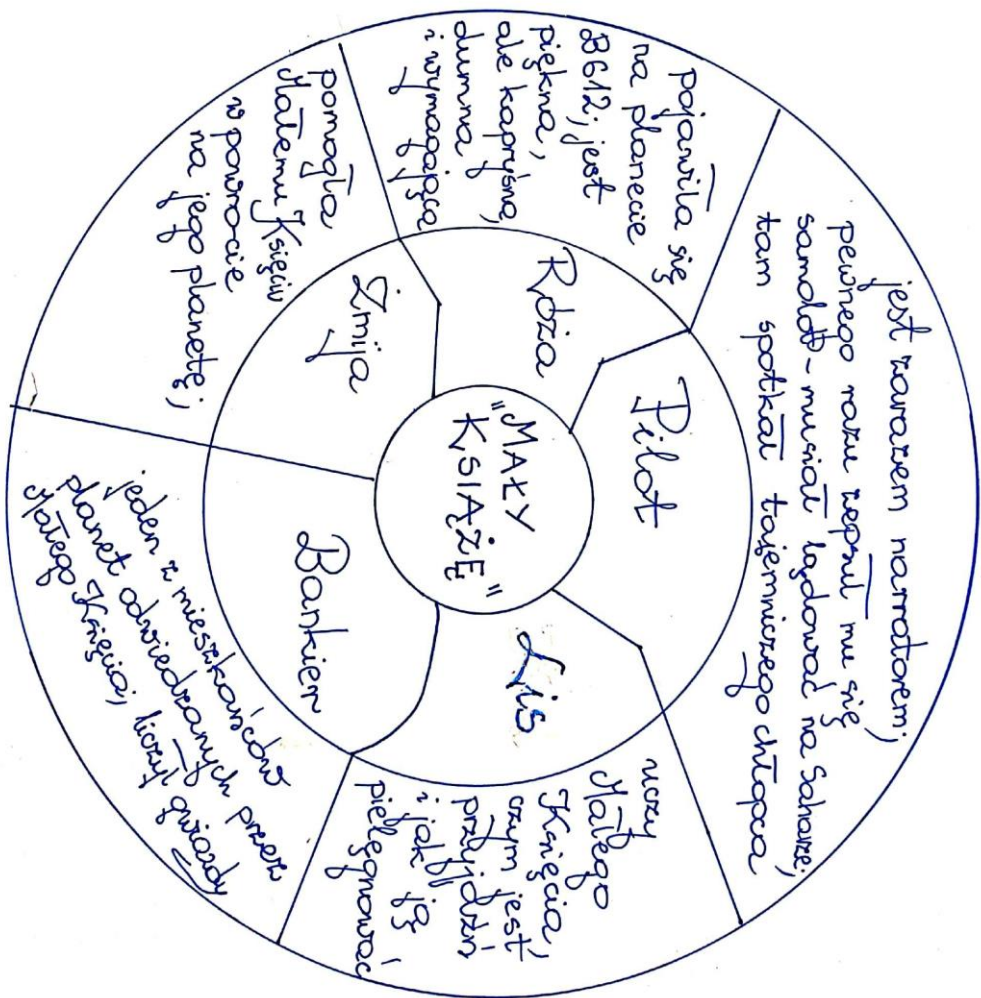 "MAŁY
KSIĄŻĘ"
Pilot
jest zarazem narratorem;
pewnego razu zepsuł mu się
samolot - musiał lądować na Saharze;
tam spotkał tajemniczego chłopca
Lis
uczy
Małego
Księcia,
czym jest
przyjaźń
i jak ją
pielęgnować
Bankier
jeden z mieszkańców
planet odwiedzanych przez
Małego Księcia; liczył gwiazdy
Żmija
pomogła
Małemu Księciu
w powrocie
na jego planetę;
Róża
pojawiła się
na planecie
B612; jest
piękna,
ale kapryśna,
dumna
i wymagająca